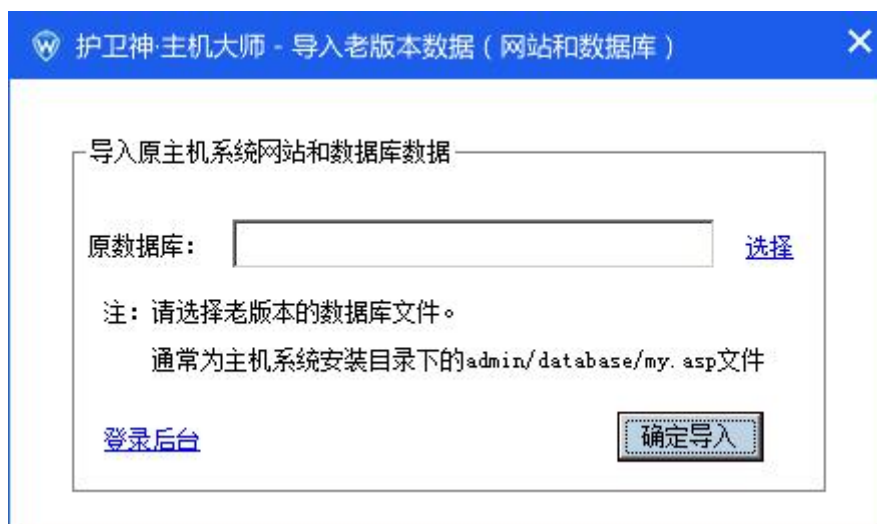 护卫神·主机大师 - 导入老版本数据（网站和数据库）
导入原主机系统网站和数据库数据
原数据库： 选择
注：请选择老版本的数据库文件。
通常为主机系统安装目录下的admin/database/my.asp文件
登录后台 确定导入